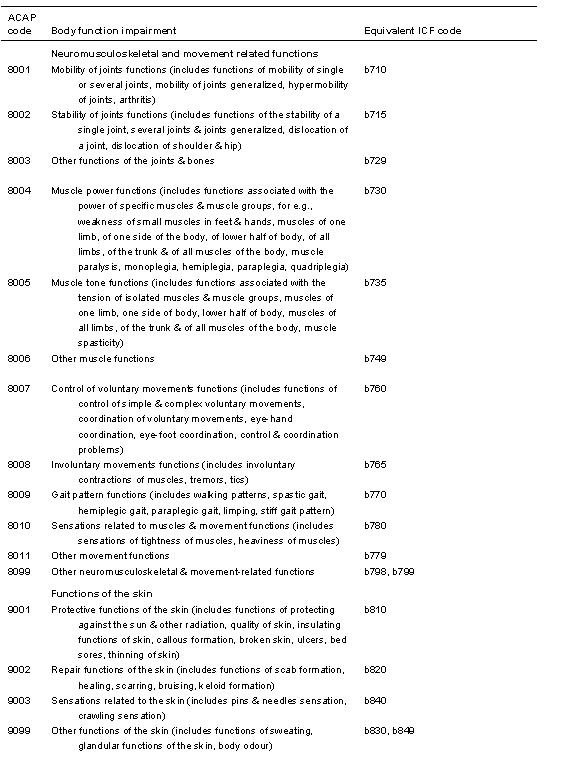 ACAP
code Body function impairment Equivalent ICF code
Neuromusculoskeletal and movement related functions
8001 Mobility of joints functions (includes functions of mobility of single b710
or several joints, mobility of joints generalized, hypermobility
of joints, arthritis)
8002 Stability of joints functions (includes functions of the stability of a b715
single joint, several joints & joints generalized, dislocation of
a joint, dislocation of shoulder & hip)
8003 Other functions of the joints & bones b729
8004 Muscle power functions (includes functions associated with the b730
power of specific muscles & muscle groups, for e.g.,
weakness of small muscles in feet & hands, muscles of one
limb, of one side of the body, of lower half of body, of all
limbs, of the trunk & of all muscles of the body, muscle
paralysis, monoplegia, hemiplegia, paraplegia, quadriplegia)
8005 Muscle tone functions (includes functions associated with the b735
tension of isolated muscles & muscle groups, muscles of
one limb, one side of body, lower half of body, muscles of
all limbs, of the trunk & of all muscles of the body, muscle
spasticity)
8006 Other muscle functions b749
8007 Control of voluntary movements functions (includes functions of b760
control of simple & complex voluntary movements,
coordination of voluntary movements, eye-hand
coordination, eye-foot coordination, control & coordination
problems)
8008 Involuntary movements functions (includes involuntary b765
contractions of muscles, tremors, tics)
8009 Gait pattern functions (includes walking patterns, spastic gait, b770
hemiplegic gait, paraplegic gait, limping, stiff gait pattern)
8010 Sensations related to muscles & movement functions (includes b780
sensations of tightness of muscles, heaviness of muscles)
8011 Other movement functions b779
8099 Other neuromusculoskeletal & movement-related functions b798, b799
Functions of the skin
9001 Protective functions of the skin (includes functions of protecting b810
against the sun & other radiation, quality of skin, insulating
functions of skin, callous formation, broken skin, ulcers, bed
sores, thinning of skin)
9002 Repair functions of the skin (includes functions of scab formation, b820
healing, scarring, bruising, keloid formation)
9003 Sensations related to the skin (includes pins & needles sensation, b840
crawling sensation)
9099 Other functions of the skin (includes functions of sweating, b830, b849
glandular functions of the skin, body odour)